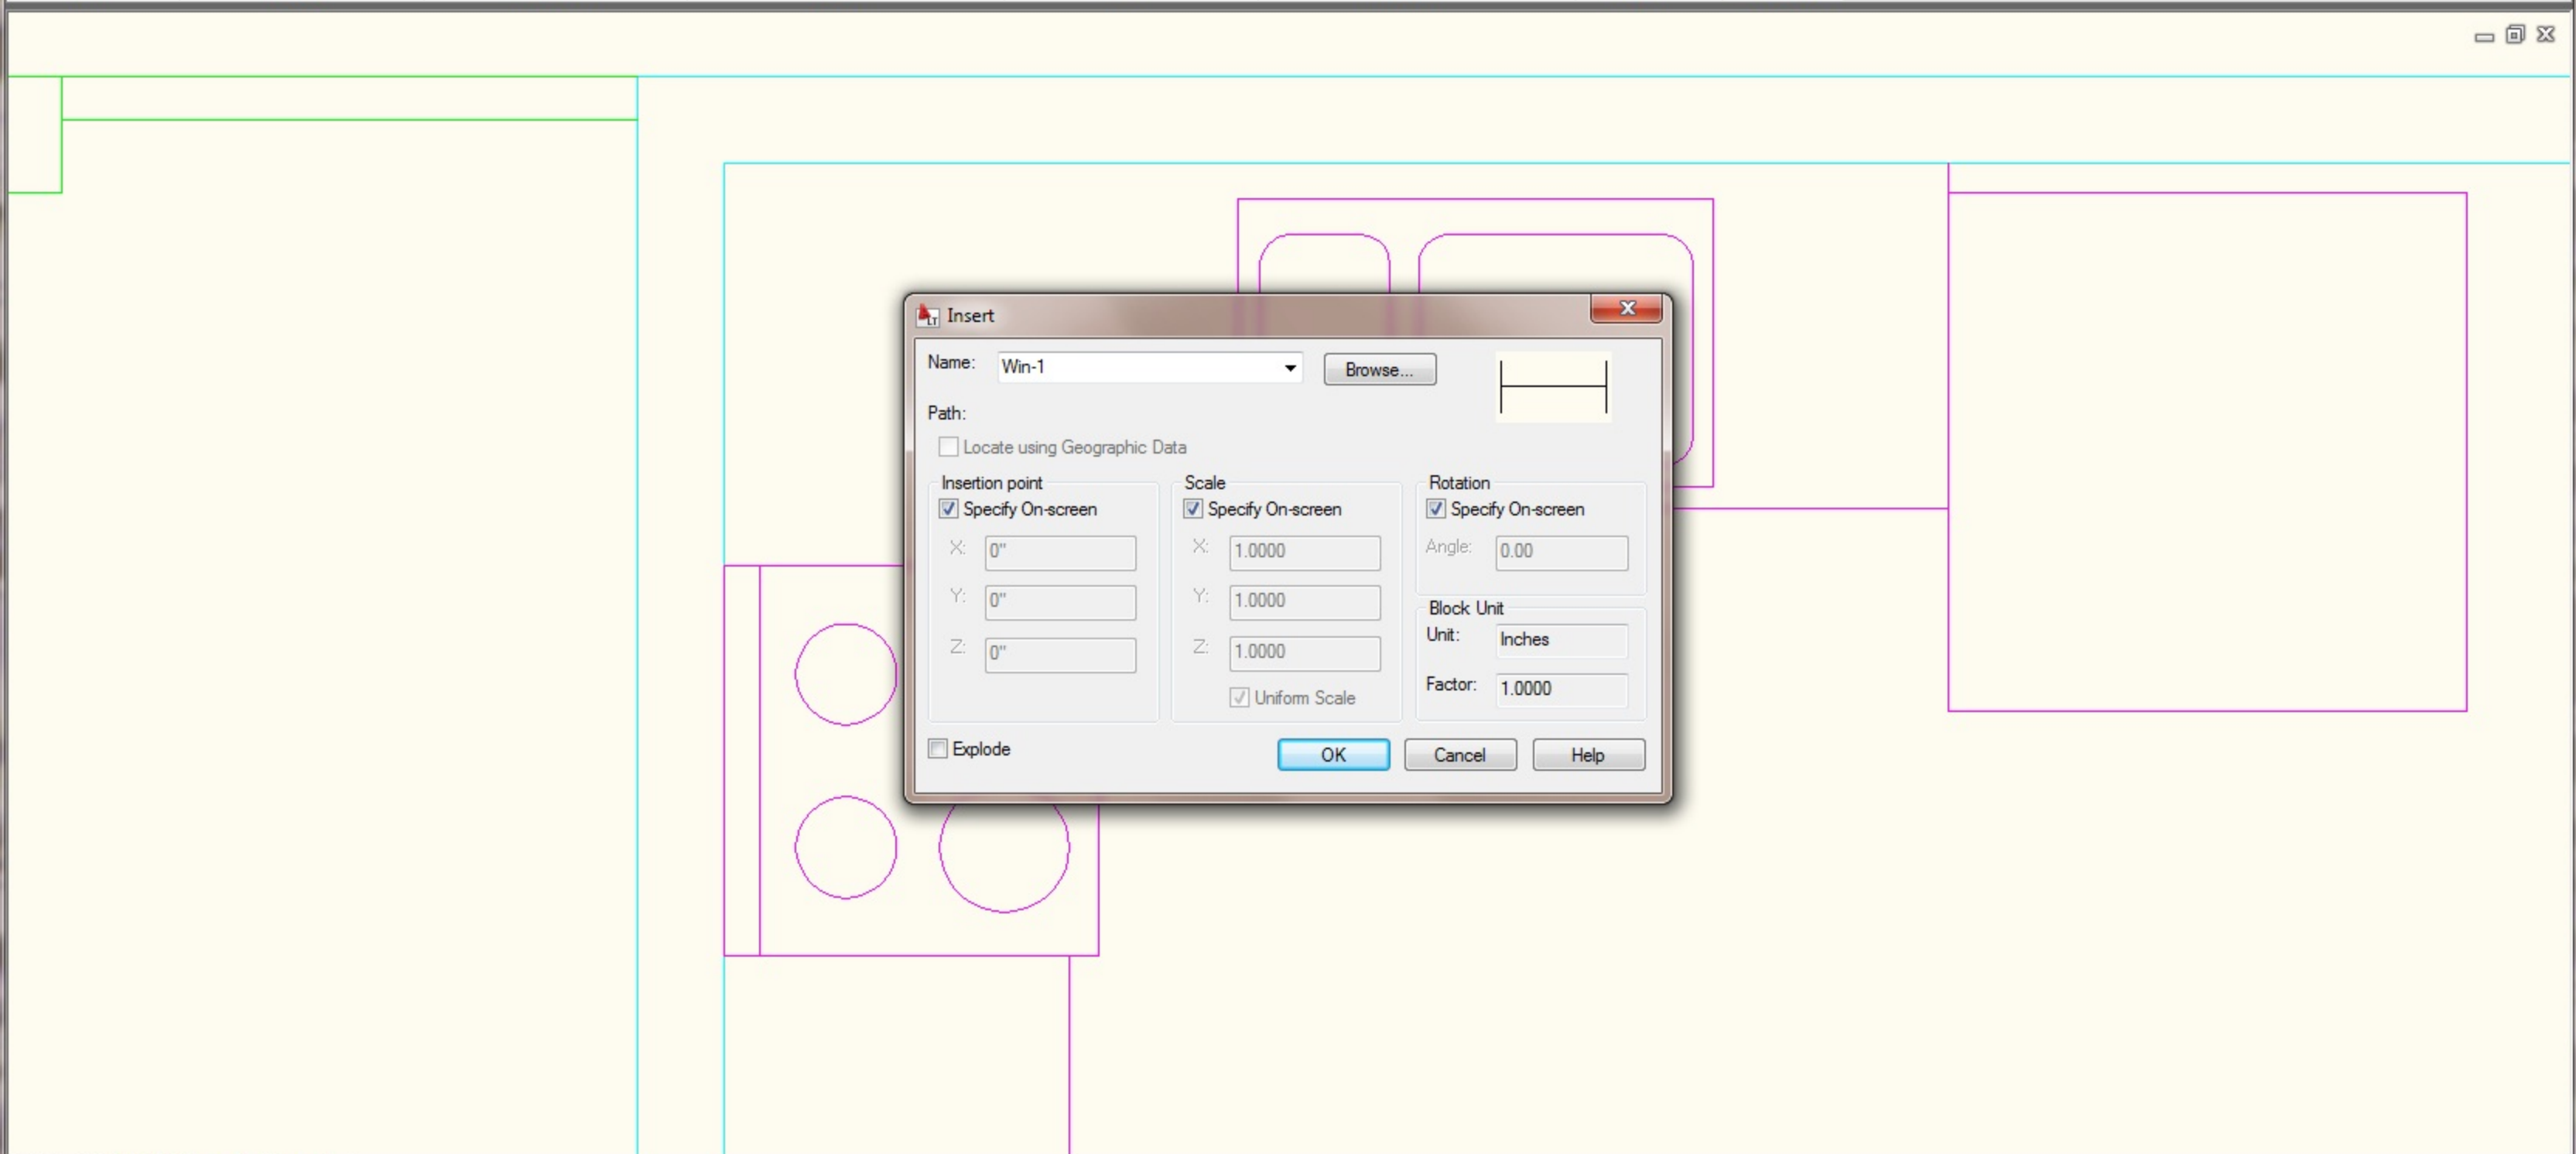 LT Insert
Name: Win-1 Browse...
Path:
Locate using Geographic Data
Insertion point Scale Rotation
Specify On-screen Specify On-screen Specify On-screen
X: 0" X: 1.0000 Angle: 0.00
Y: 0" Y: 1.0000 Block Unit
Unit: Inches
Z: 0" Z: 1.0000
Factor: 1.0000
Uniform Scale
Explode OK Cancel Help